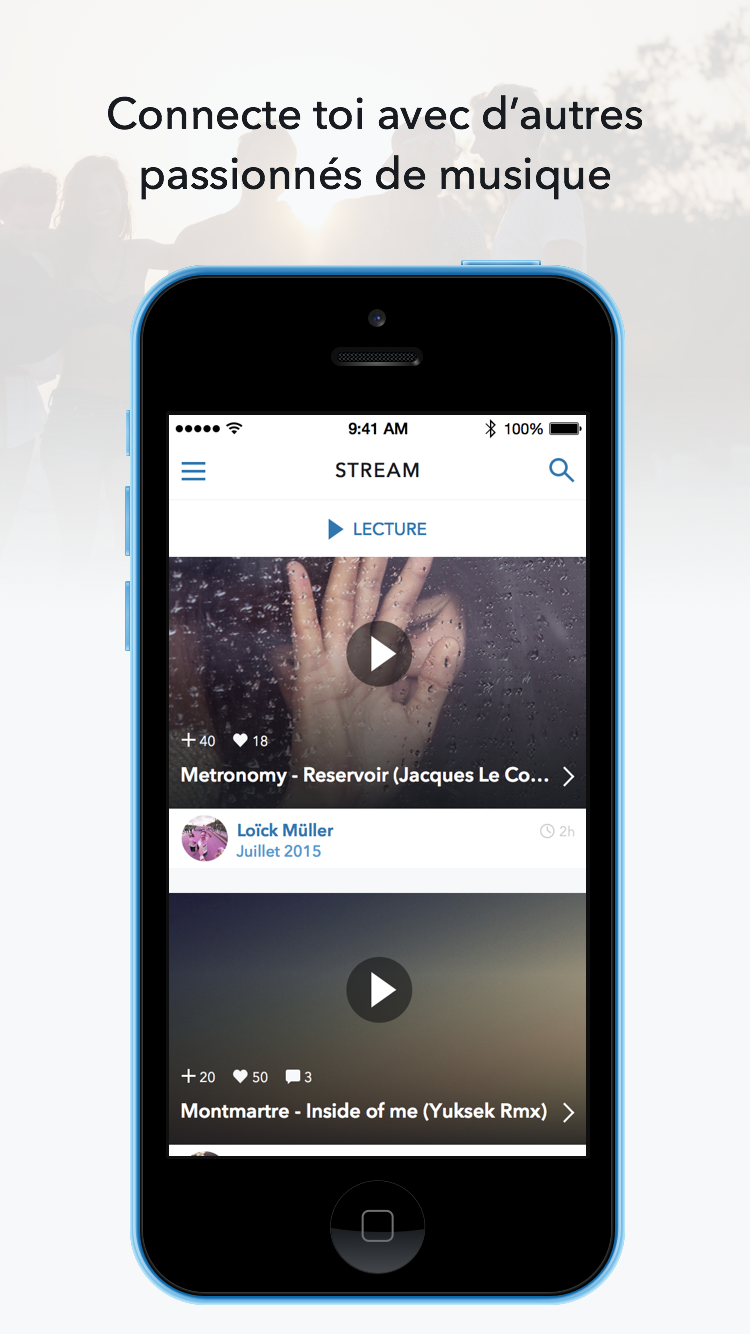 Connecte toi avec d’autres
passionnés de musique
9:41 AM
100%
STREAM
LECTURE
40 18
Metronomy - Reservoir (Jacques Le Co...
Loïck Müller
2h
Juillet 2015
20 50 3
Montmartre - Inside of me (Yuksek Rmx)